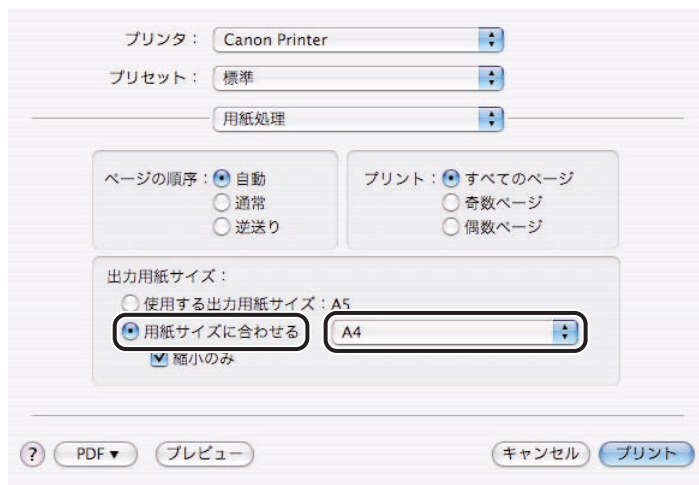 プリンタ： Canon Printer
プリセット： 標準
用紙処理
ページの順序： 自動
通常
逆送り
プリント： すべてのページ
奇数ページ
偶数ページ
出力用紙サイズ：
使用する出力用紙サイズ：A5
用紙サイズに合わせる A4
縮小のみ
? PDF▼ プレビュー キャンセル プリント